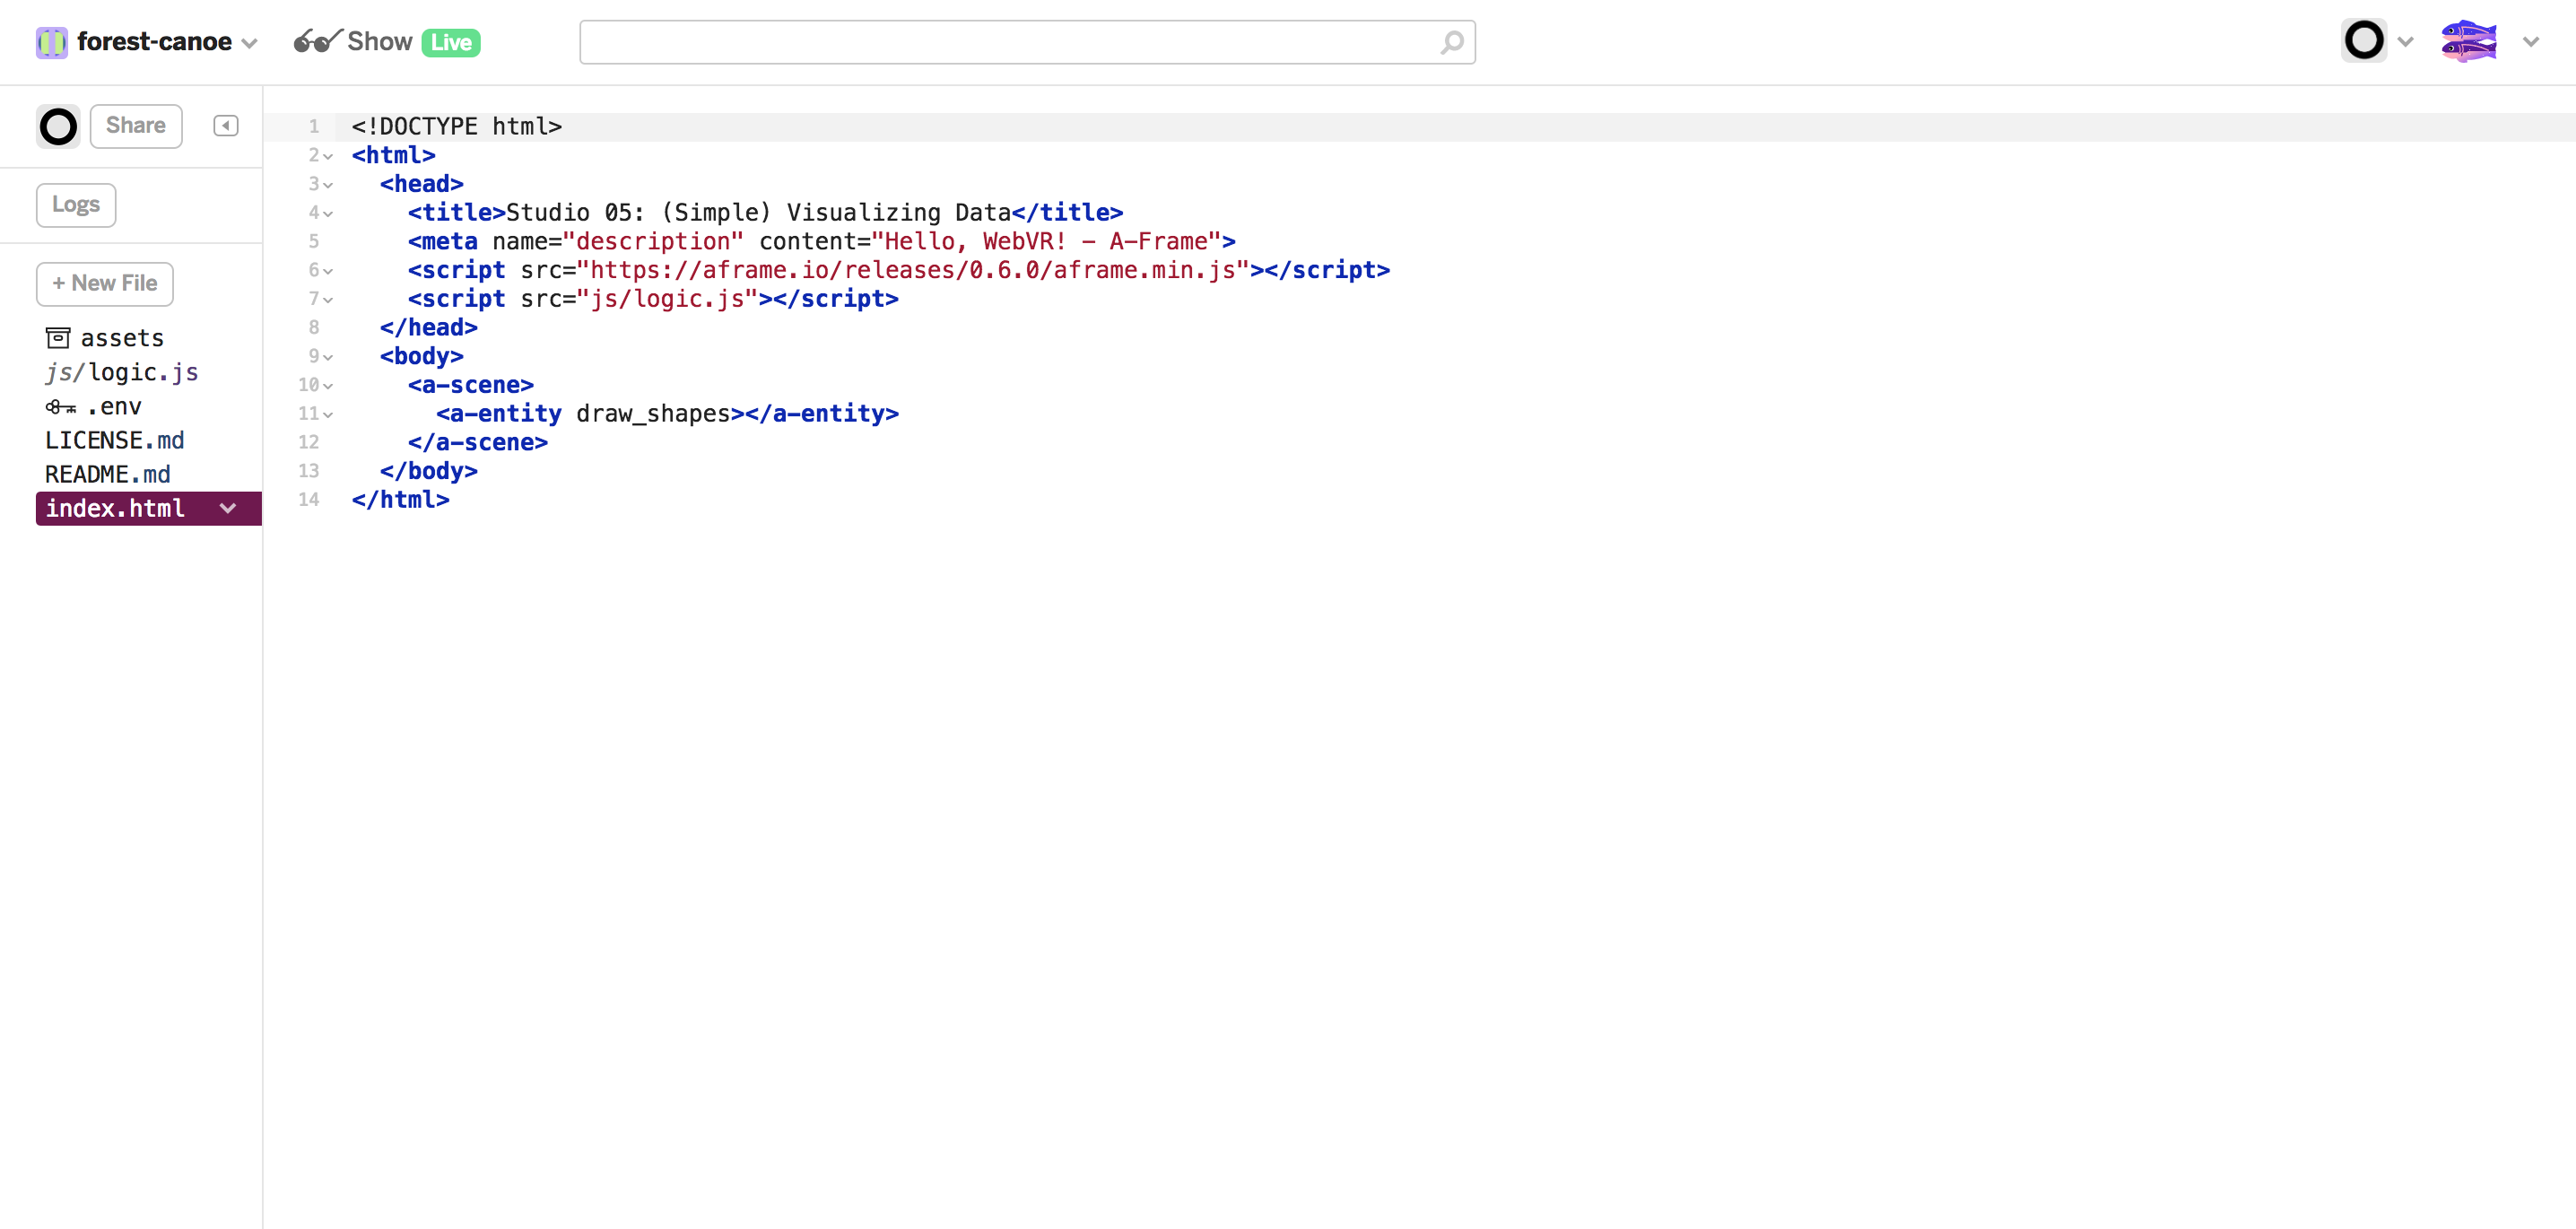 forest-canoe Show Live
Share
Logs
+ New File
assets
js/logic.js
.env
LICENSE.md
README.md
index.html
1 <!DOCTYPE html>
2 <html>
3 <head>
4 <title>Studio 05: (Simple) Visualizing Data</title>
5 <meta name="description" content="Hello, WebVR! - A-Frame">
6 <script src="https://aframe.io/releases/0.6.0/aframe.min.js"></script>
7 <script src="js/logic.js"></script>
8 </head>
9 <body>
10 <a-scene>
11 <a-entity draw_shapes></a-entity>
12 </a-scene>
13 </body>
14 </html>